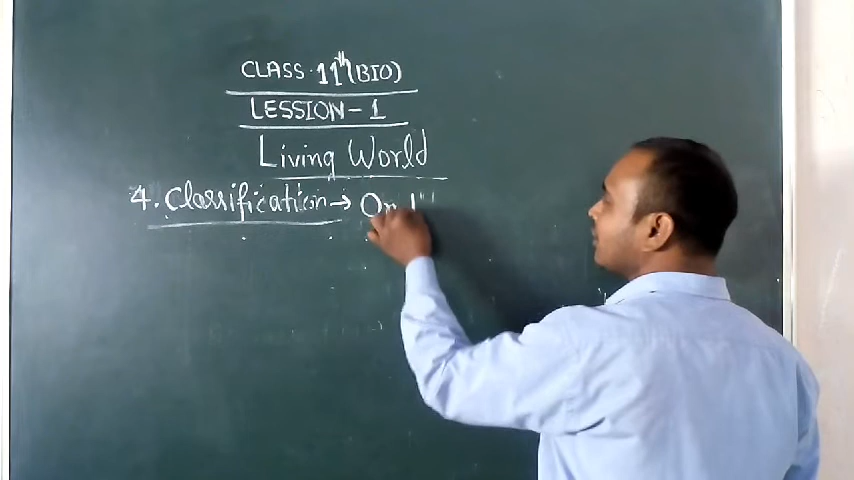 CLASS. 11th (BIO)
LESSION - 1
Living World
4. Classification → On